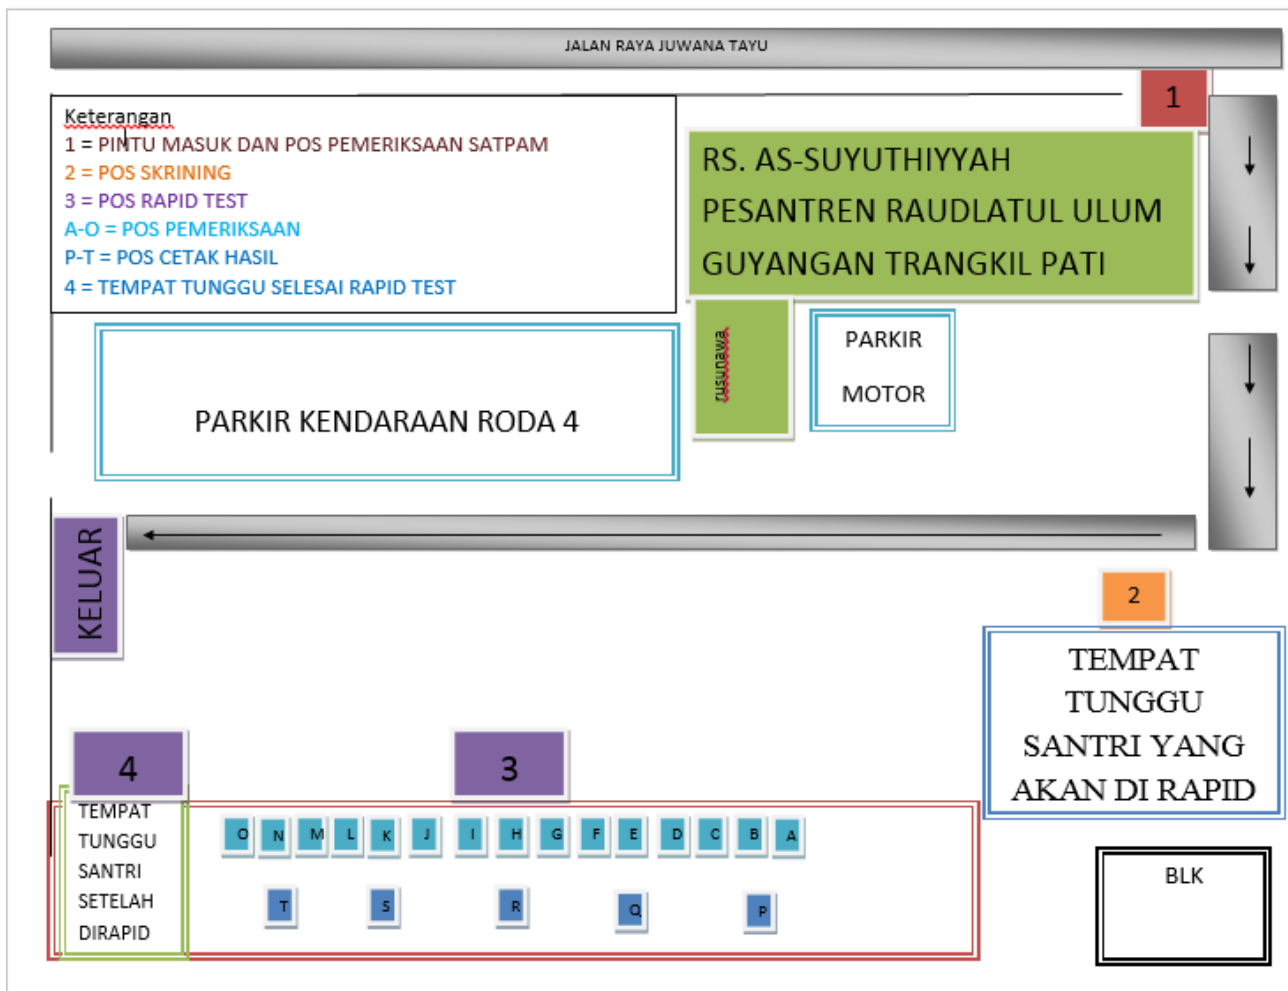 JALAN RAYA JUWANA TAYU
1
Keterangan
1 = PINTU MASUK DAN POS PEMERIKSAAN SATPAM
2 = POS SKRINING
3 = POS RAPID TEST
A-O = POS PEMERIKSAAN
P-T = POS CETAK HASIL
4 = TEMPAT TUNGGU SELESAI RAPID TEST
RS. AS-SUYUTHIYYAH
PESANTREN RAUDLATUL ULUM
GUYANGAN TRANGKIL PATI
rusunawa
PARKIR
MOTOR
PARKIR KENDARAAN RODA 4
KELUAR
2
TEMPAT
TUNGGU
SANTRI YANG
AKAN DI RAPID
4
3
TEMPAT
TUNGGU
SANTRI
SETELAH
DIRAPID
O N M L K J I H G F E D C B A
T S R Q P
BLK